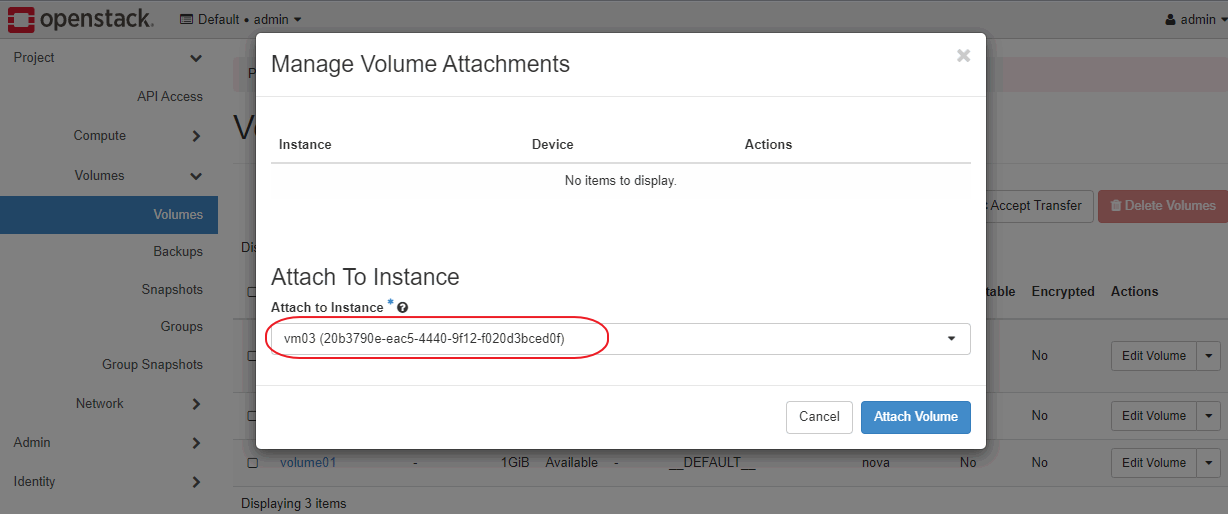 openstack. Default • admin admin
Project
API Access
Compute
Volumes
Volumes
Backups
Snapshots
Groups
Group Snapshots
Network
Admin
Identity
Manage Volume Attachments ×
Instance Device Actions
No items to display.
Attach To Instance
Attach to Instance *
vm03 (20b3790e-eac5-4440-9f12-f020d3bced0f)
Cancel Attach Volume
Accept Transfer Delete Volumes
Encrypted Actions
No Edit Volume
No Edit Volume
volume01 - 1GiB Available - __DEFAULT__ nova No No Edit Volume
Displaying 3 items